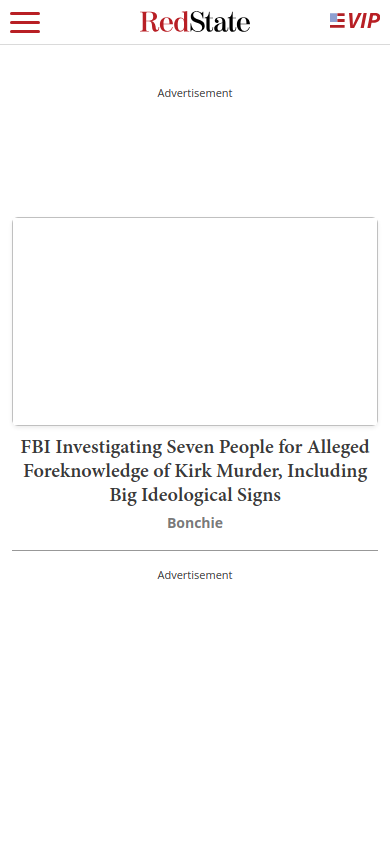 RedState
VIP
Advertisement
FBI Investigating Seven People for Alleged
Foreknowledge of Kirk Murder, Including
Big Ideological Signs
Bonchie
Advertisement